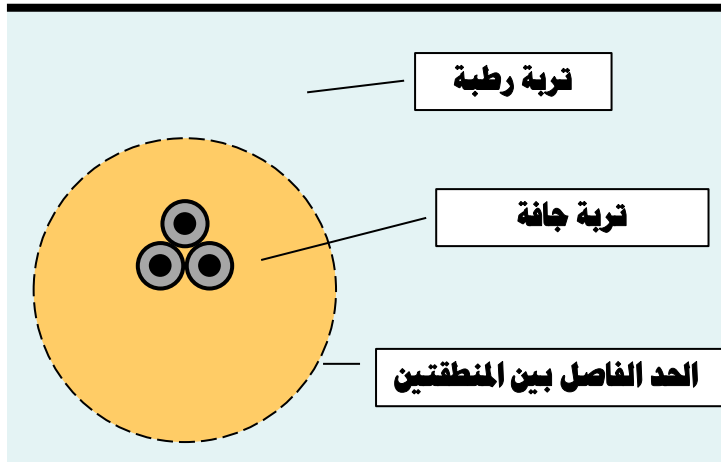 تربة رطبة
تربة جافة
الحد الفاصل بين المنطقتين